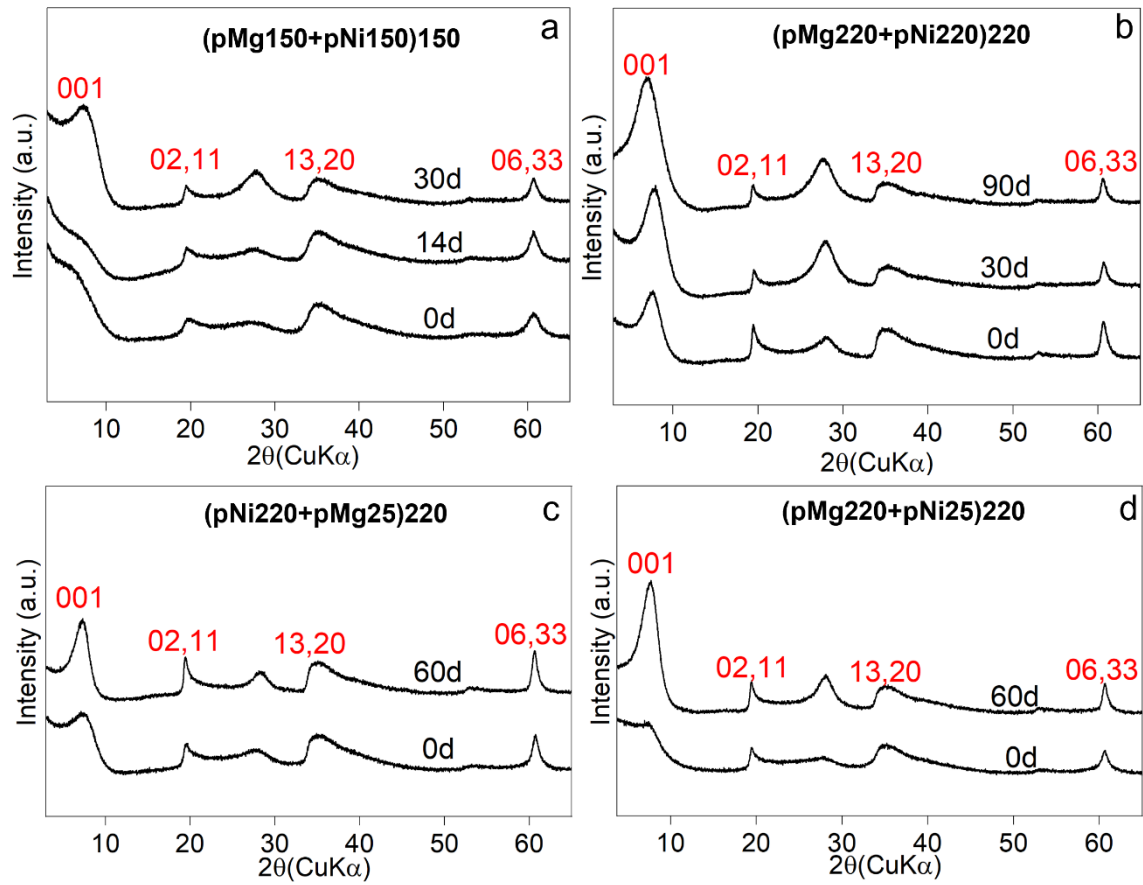 (pMg150+pNi150)150
a
Intensity (a.u.)
001
02,11
13,20
06,33
30d
14d
0d
10 20 30 40 50 60
2θ(CuKα)
(pMg220+pNi220)220
b
Intensity (a.u.)
001
02,11
13,20
06,33
90d
30d
0d
10 20 30 40 50 60
2θ(CuKα)
(pNi220+pMg25)220
c
Intensity (a.u.)
001
02,11
13,20
06,33
60d
0d
10 20 30 40 50 60
2θ(CuKα)
(pMg220+pNi25)220
d
Intensity (a.u.)
001
02,11
13,20
06,33
60d
0d
10 20 30 40 50 60
2θ(CuKα)